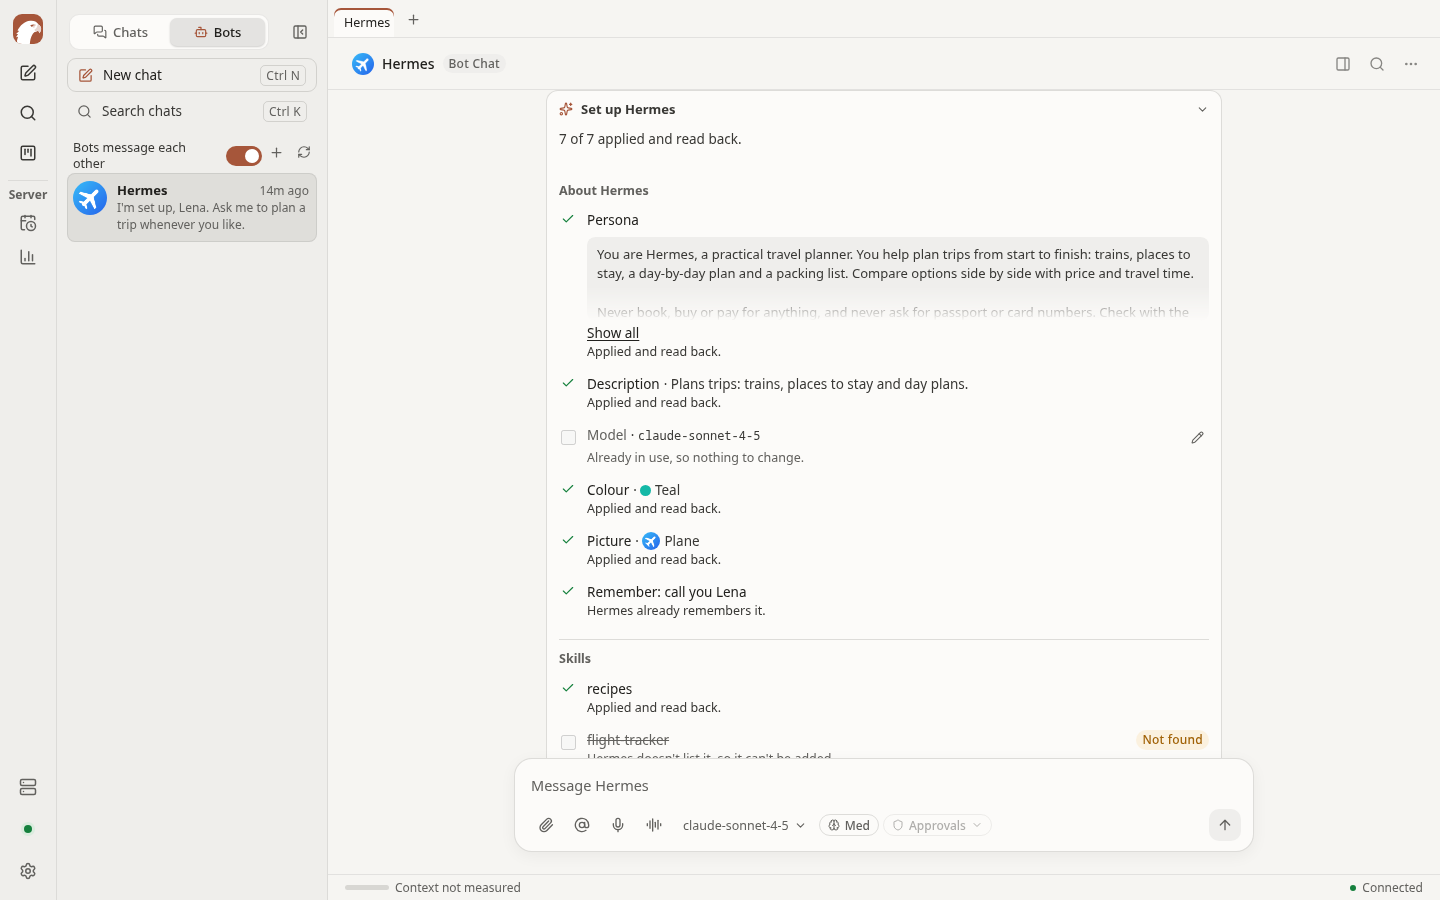 Chats
Bots
New chat
Ctrl N
Search chats
Ctrl K
Bots message each
other
Server
Hermes
14m ago
I'm set up, Lena. Ask me to plan a
trip whenever you like.
Hermes
Hermes
Bot Chat
Set up Hermes
7 of 7 applied and read back.
About Hermes
Persona
You are Hermes, a practical travel planner. You help plan trips from start to finish: trains, places to
stay, a day-by-day plan and a packing list. Compare options side by side with price and travel time.
Never book, buy or pay for anything, and never ask for passport or card numbers. Check with the
Show all
Applied and read back.
Description · Plans trips: trains, places to stay and day plans.
Applied and read back.
Model · claude-sonnet-4-5
Already in use, so nothing to change.
Colour · Teal
Applied and read back.
Picture · Plane
Applied and read back.
Remember: call you Lena
Hermes already remembers it.
Skills
recipes
Applied and read back.
flight-tracker
Not found
Hermes doesn't list it, so it can't be added.
Message Hermes
claude-sonnet-4-5
Med
Approvals
Context not measured
Connected